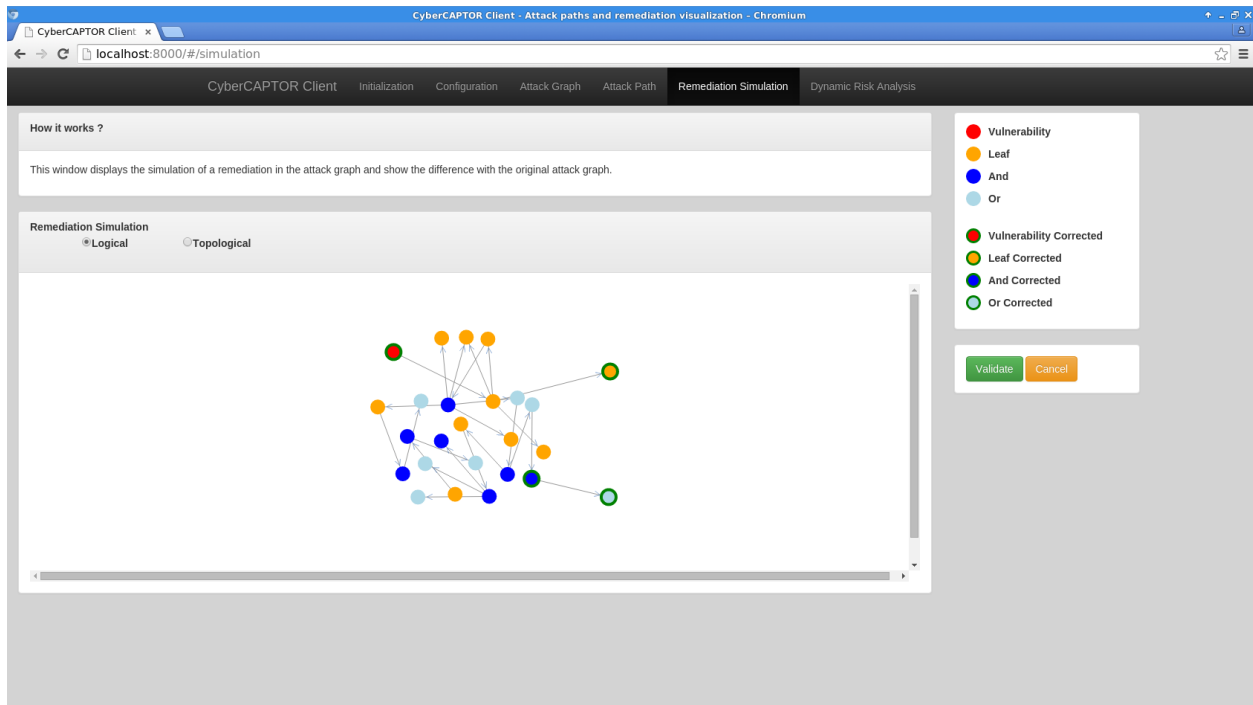 CyberCAPTOR Client - Attack paths and remediation visualization - Chromium
CyberCAPTOR Client ×
localhost:8000/#/simulation
CyberCAPTOR Client Initialization Configuration Attack Graph Attack Path Remediation Simulation Dynamic Risk Analysis
How it works ?
This window displays the simulation of a remediation in the attack graph and show the difference with the original attack graph.
Remediation Simulation
Logical Topological
Vulnerability
Leaf
And
Or
Vulnerability Corrected
Leaf Corrected
And Corrected
Or Corrected
Validate Cancel